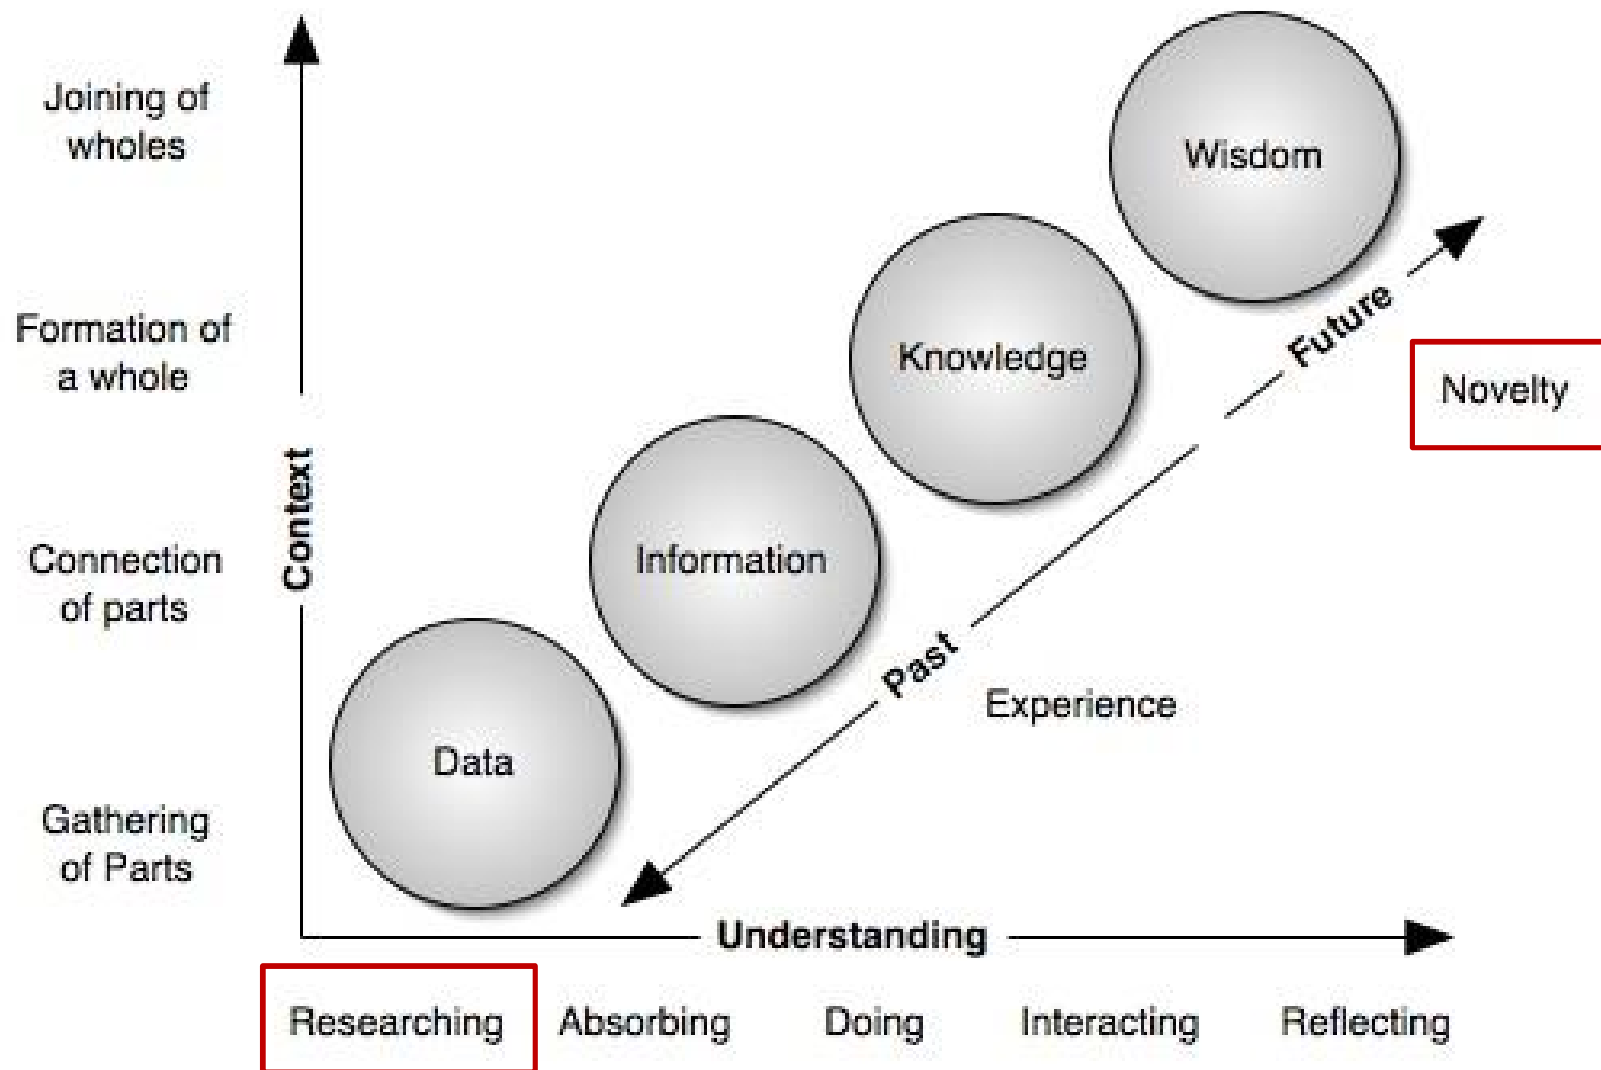 Joining of
wholes
Wisdom
Formation of
a whole
Knowledge
Future
Novelty
Context
Connection
of parts
Information
Past
Experience
Data
Gathering
of Parts
Understanding
Researching Absorbing Doing Interacting Reflecting